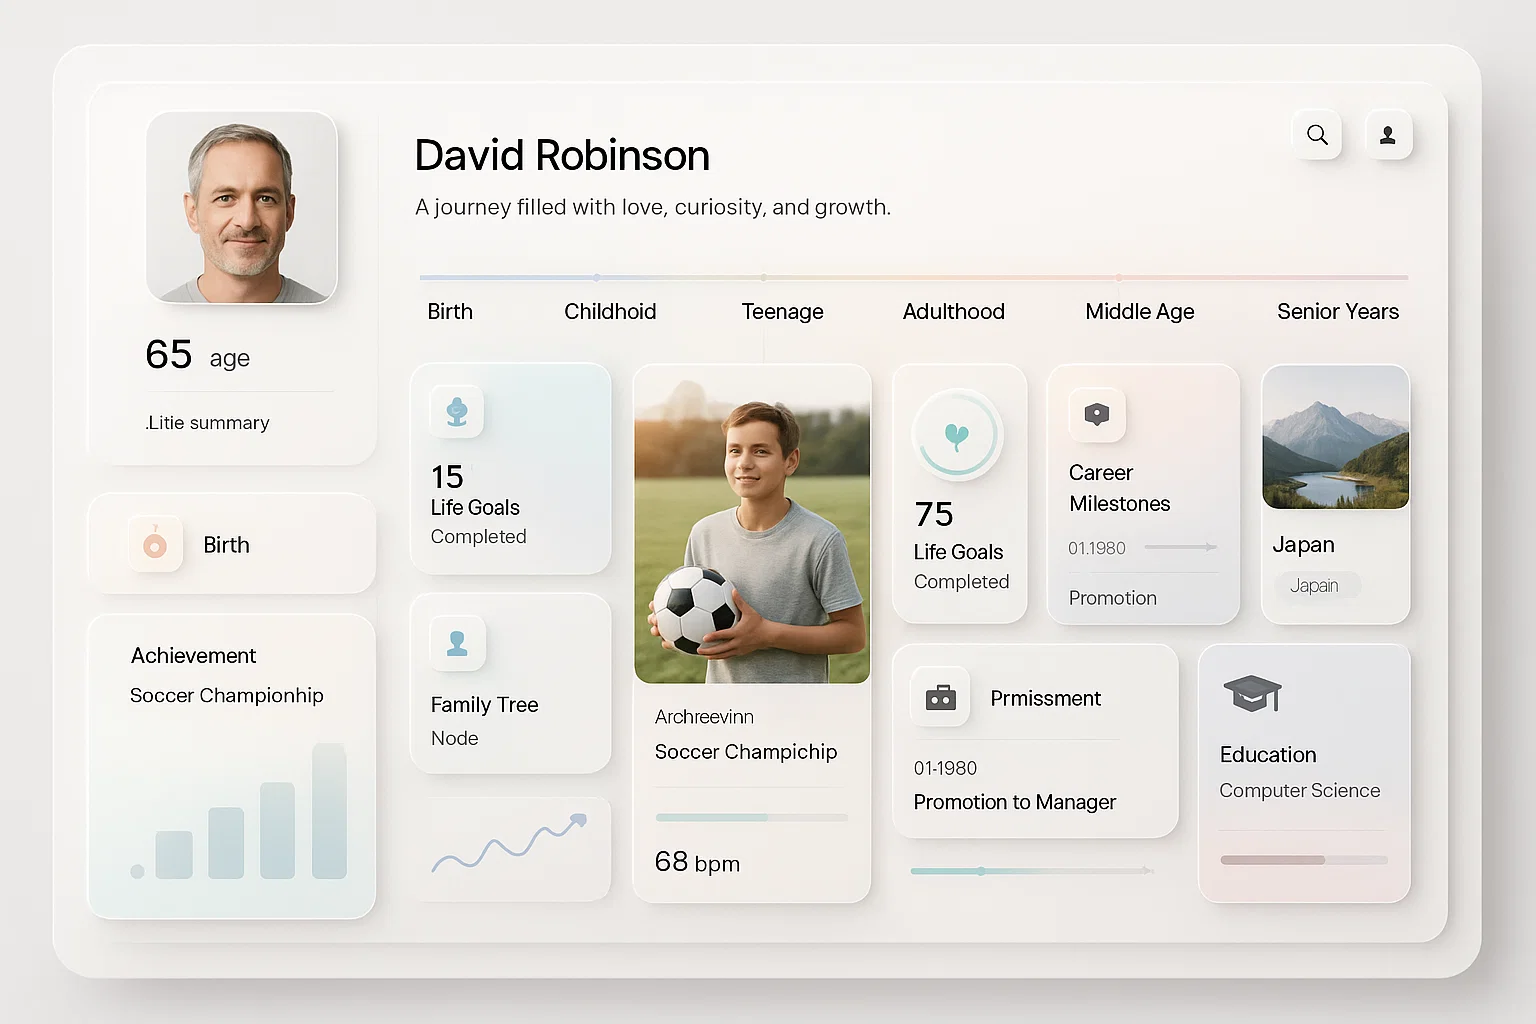 David Robinson
A journey filled with love, curiosity, and growth.
65 age
.Litie summary
Birth
Achievement
Soccer Championhip
Birth
Childhoid
Teenage
Adulthood
Middle Age
Senior Years
15
Life Goals
Completed
Family Tree
Node
Archreevinn
Soccer Champichip
68 bpm
75
Life Goals
Completed
Career
Milestones
01.1980
Promotion
Japan
Japain
Prmissment
01-1980
Promotion to Manager
Education
Computer Science